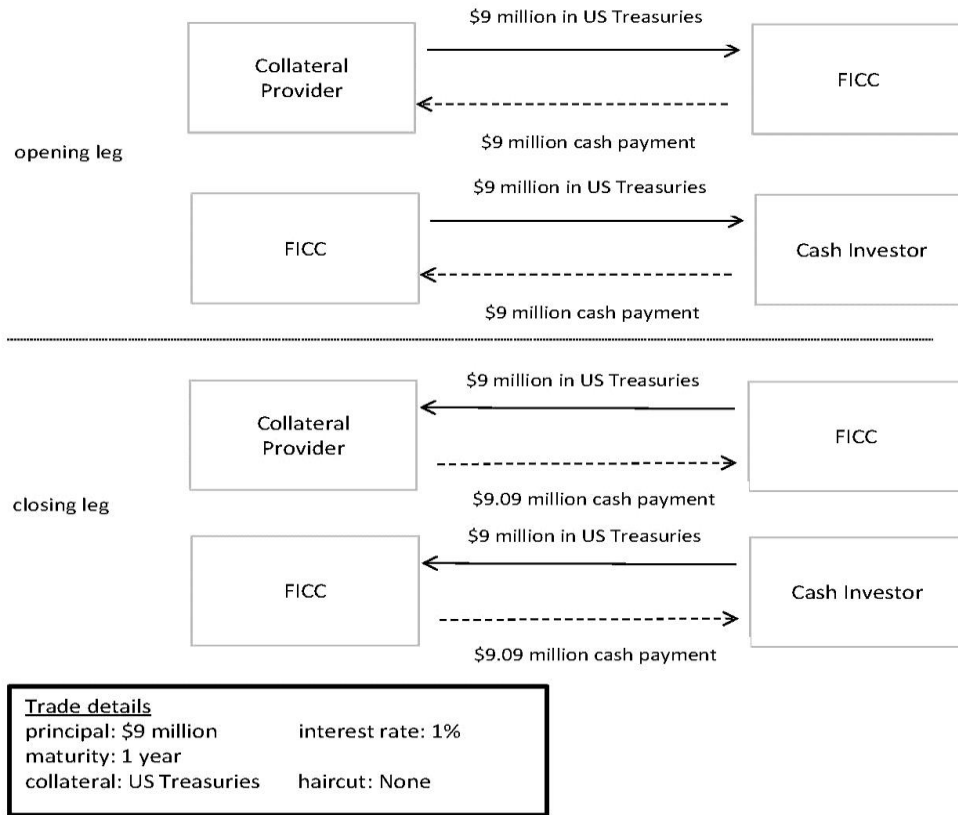 $9 million in US Treasuries
Collateral
Provider
FICC
$9 million cash payment
opening leg
$9 million in US Treasuries
FICC
Cash Investor
$9 million cash payment
$9 million in US Treasuries
Collateral
Provider
FICC
$9.09 million cash payment
closing leg
$9 million in US Treasuries
FICC
Cash Investor
$9.09 million cash payment
Trade details
principal: $9 million interest rate: 1%
maturity: 1 year
collateral: US Treasuries haircut: None